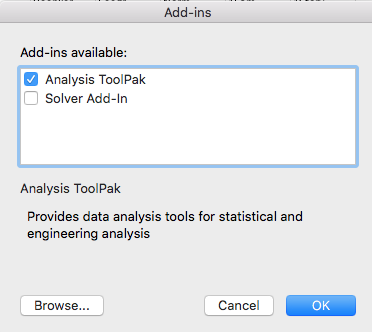 Add-ins
Add-ins available:
Analysis ToolPak
Solver Add-In
Analysis ToolPak
Provides data analysis tools for statistical and
engineering analysis
Browse...
Cancel
OK